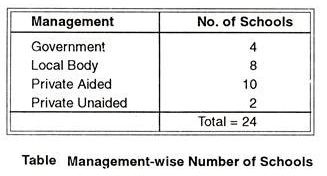 Management No. of Schools
Government 4
Local Body 8
Private Aided 10
Private Unaided 2
Total = 24
Table Management-wise Number of Schools